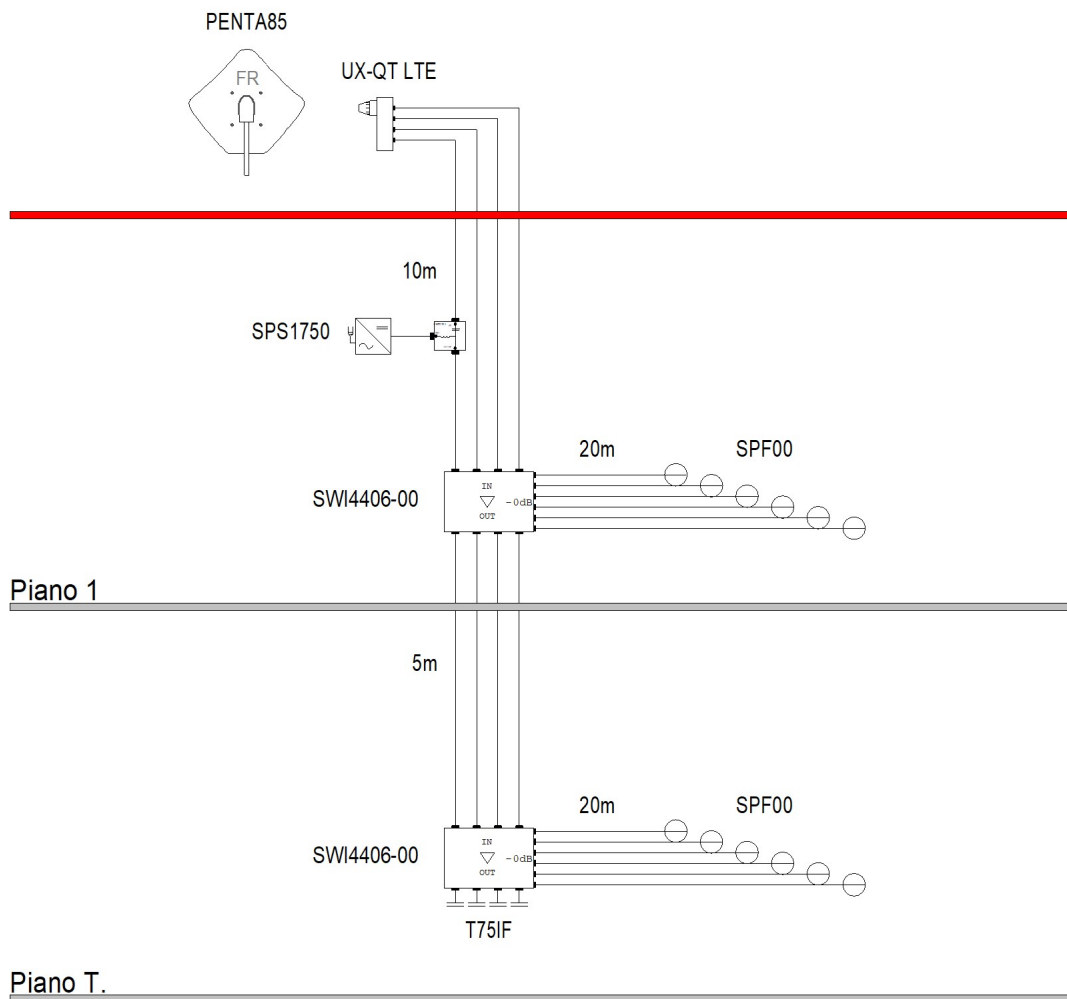 PENTA85
FR
UX-QT LTE
10m
SPS1750
20m
SPF00
SWI4406-00
IN
-0dB
OUT
Piano 1
5m
20m
SPF00
SWI4406-00
IN
-0dB
OUT
T75IF
Piano T.